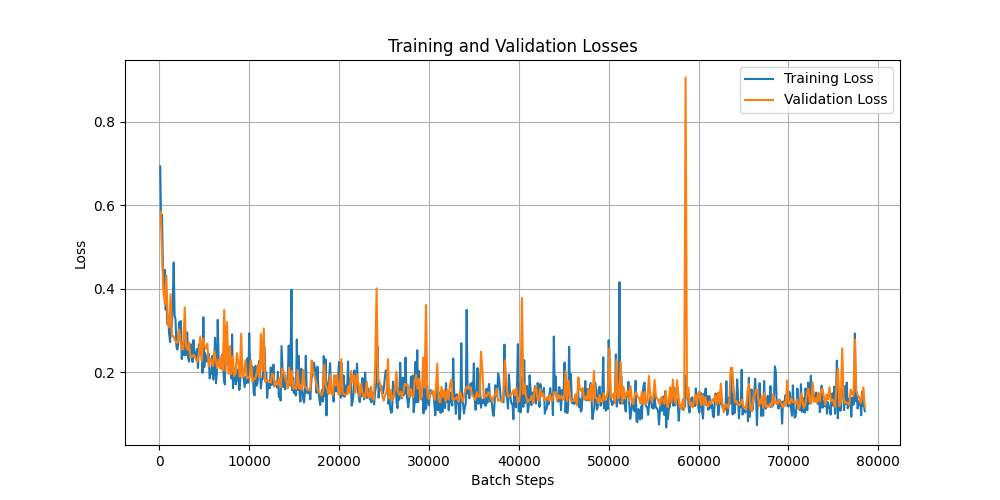 Training and Validation Losses
Training Loss
Validation Loss
0.8
0.6
0.4
0.2
Loss
0 10000 20000 30000 40000 50000 60000 70000 80000
Batch Steps